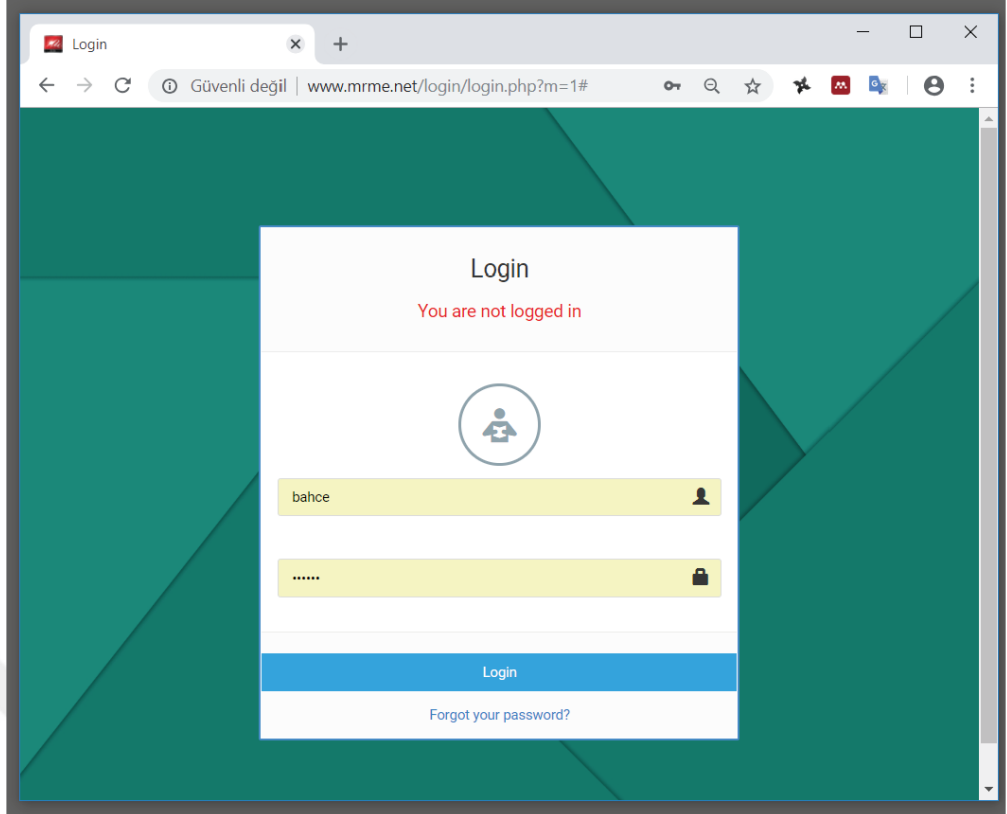 Login
Güvenli değil | www.mrme.net/login/login.php?m=1#
Login
You are not logged in
bahce
••••••
Login
Forgot your password?